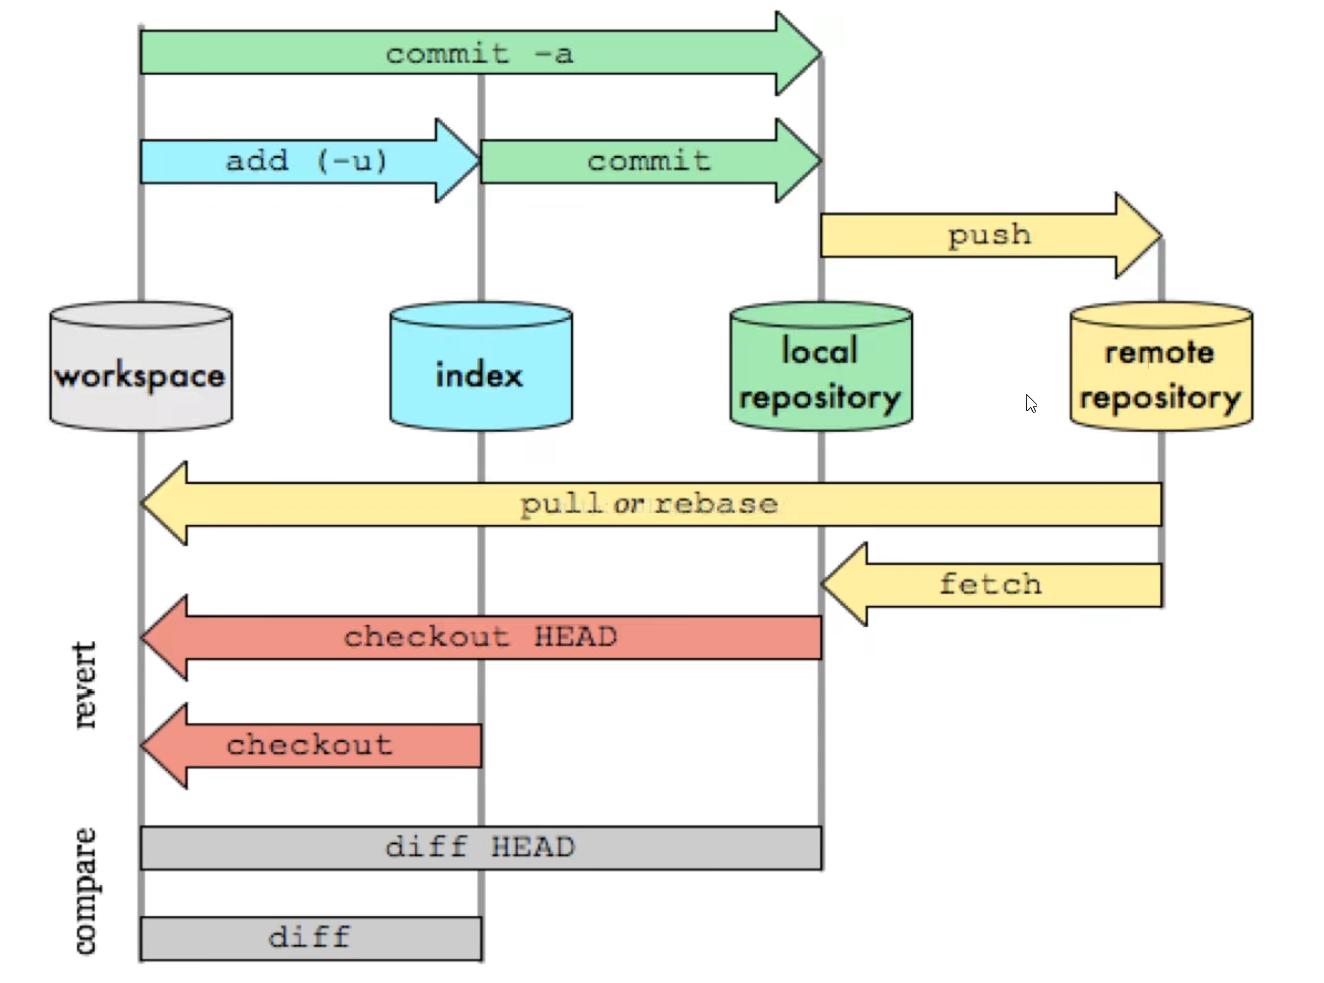 commit -a
add (-u)
commit
push
workspace
index
local
repository
remote
repository
pull or rebase
fetch
revert
checkout HEAD
checkout
compare
diff HEAD
diff